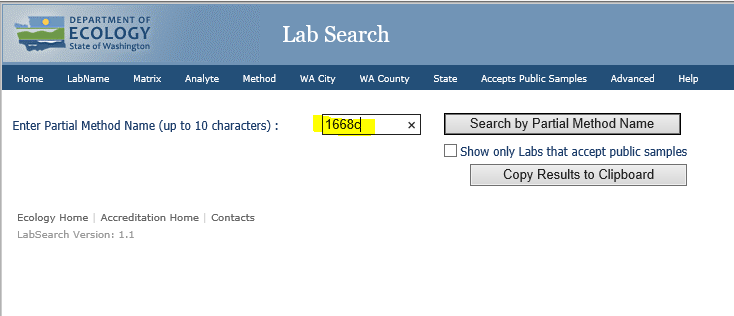 DEPARTMENT OF
ECOLOGY
State of Washington
Lab Search
Home LabName Matrix Analyte Method WA City WA County State Accepts Public Samples Advanced Help
Enter Partial Method Name (up to 10 characters) : 1668c × Search by Partial Method Name
Show only Labs that accept public samples
Copy Results to Clipboard
Ecology Home | Accreditation Home | Contacts
LabSearch Version: 1.1